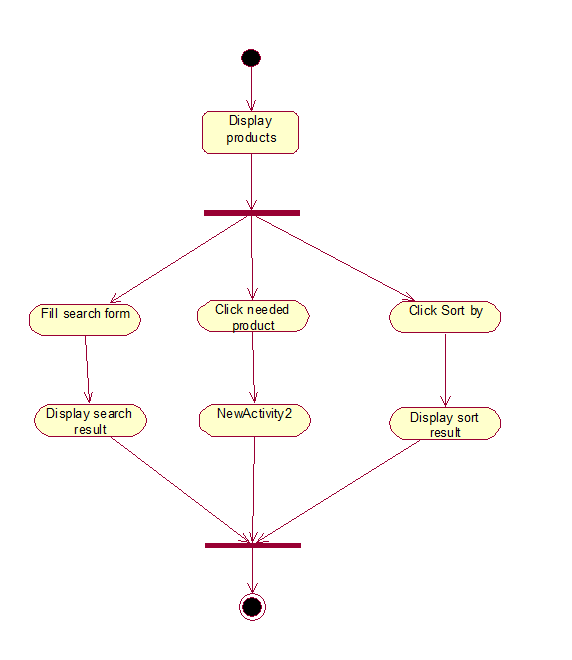 Display
products
Fill search form
Click needed
product
Click Sort by
Display search
result
NewActivity2
Display sort
result